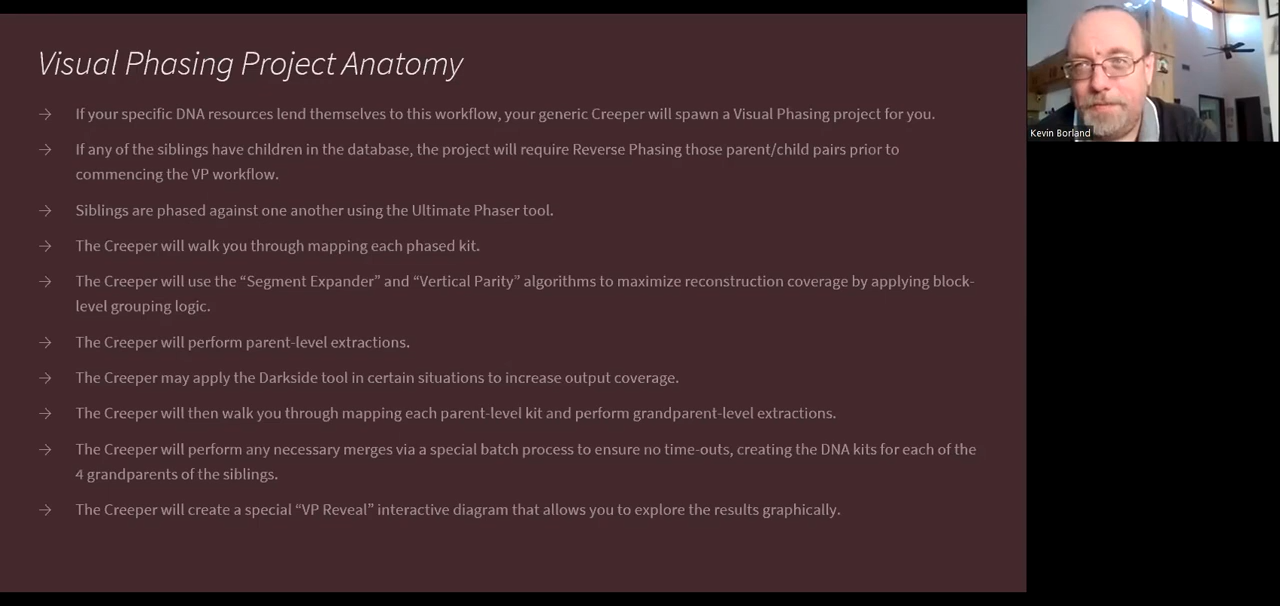 Visual Phasing Project Anatomy
→ If your specific DNA resources lend themselves to this workflow, your generic Creeper will spawn a Visual Phasing project for you.
→ If any of the siblings have children in the database, the project will require Reverse Phasing those parent/child pairs prior to
commencing the VP workflow.
→ Siblings are phased against one another using the Ultimate Phaser tool.
→ The Creeper will walk you through mapping each phased kit.
→ The Creeper will use the “Segment Expander” and “Vertical Parity” algorithms to maximize reconstruction coverage by applying block-
level grouping logic.
→ The Creeper will perform parent-level extractions.
→ The Creeper may apply the Darkside tool in certain situations to increase output coverage.
→ The Creeper will then walk you through mapping each parent-level kit and perform grandparent-level extractions.
→ The Creeper will perform any necessary merges via a special batch process to ensure no time-outs, creating the DNA kits for each of the
4 grandparents of the siblings.
→ The Creeper will create a special “VP Reveal” interactive diagram that allows you to explore the results graphically.
Kevin Borland